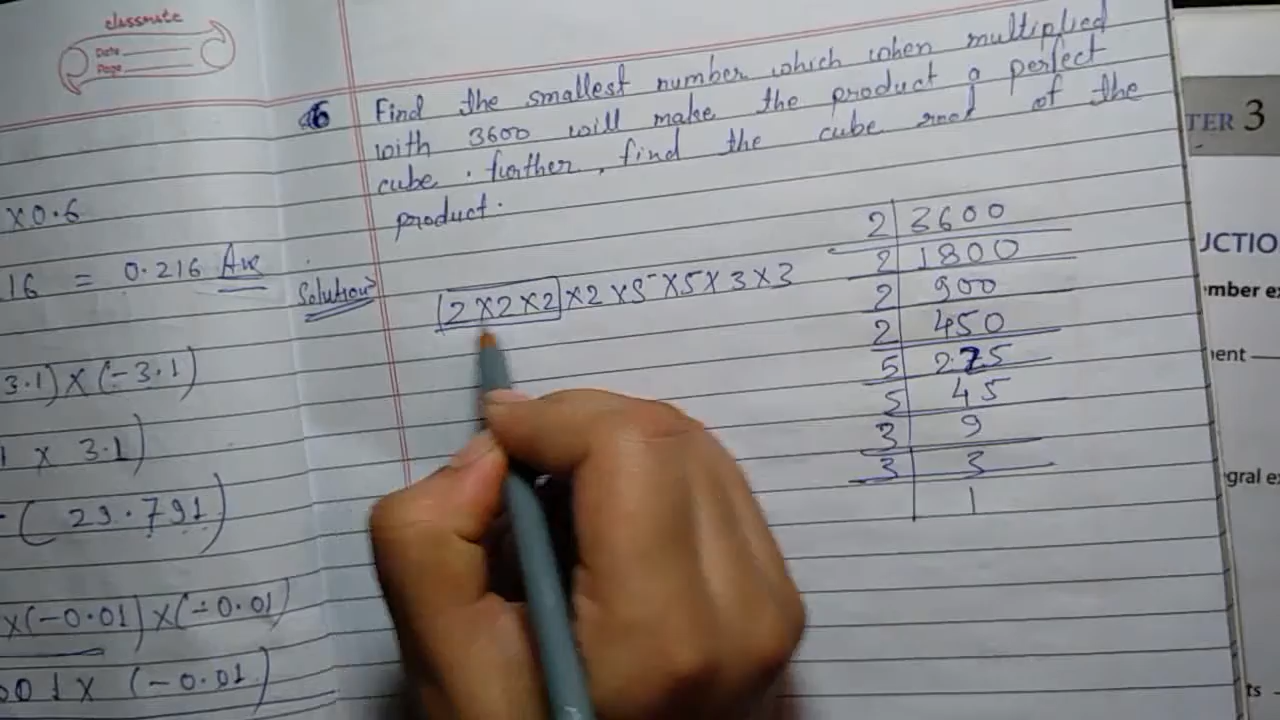 classmate
Date
Page
Q6 Find the smallest number which when multiplied
with 3600 will make the product a perfect
cube. further, find the cube root of the
product.
×0.6
16 = 0.216 Ans
Solution
2×2×2×2×5×5×3×3
2 3600
2 1800
2 900
2 450
5 225
5 45
3 9
3 3
1
3.1)×(-3.1)
1 × 3.1)
-(29.791)
×(-0.01)×(-0.01)
001× (-0.01)
TER 3
UCTIO
mber ex
ent
gral ex
ts